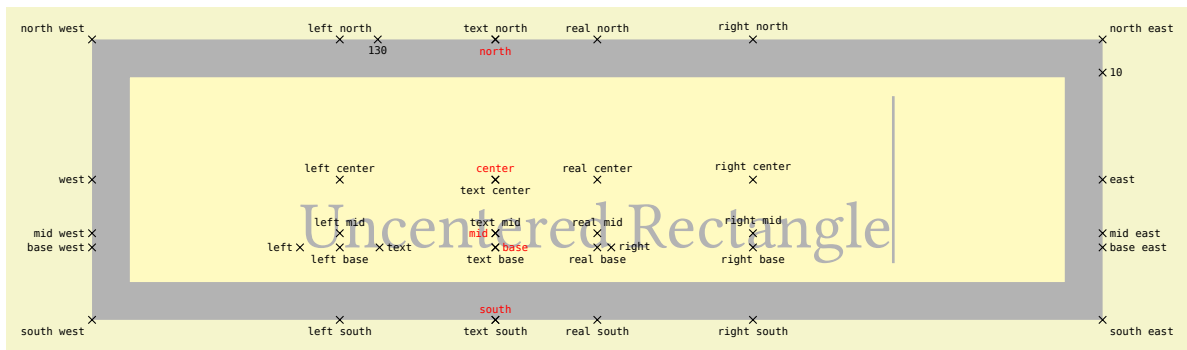 north west left north text north real north right north north east
130 north
10
left center center real center right center
west text center east
left mid text mid real mid right mid
mid west mid mid east
Uncentered Rectangle
base west left text base right base east
left base text base real base right base
south
south west left south text south real south right south south east